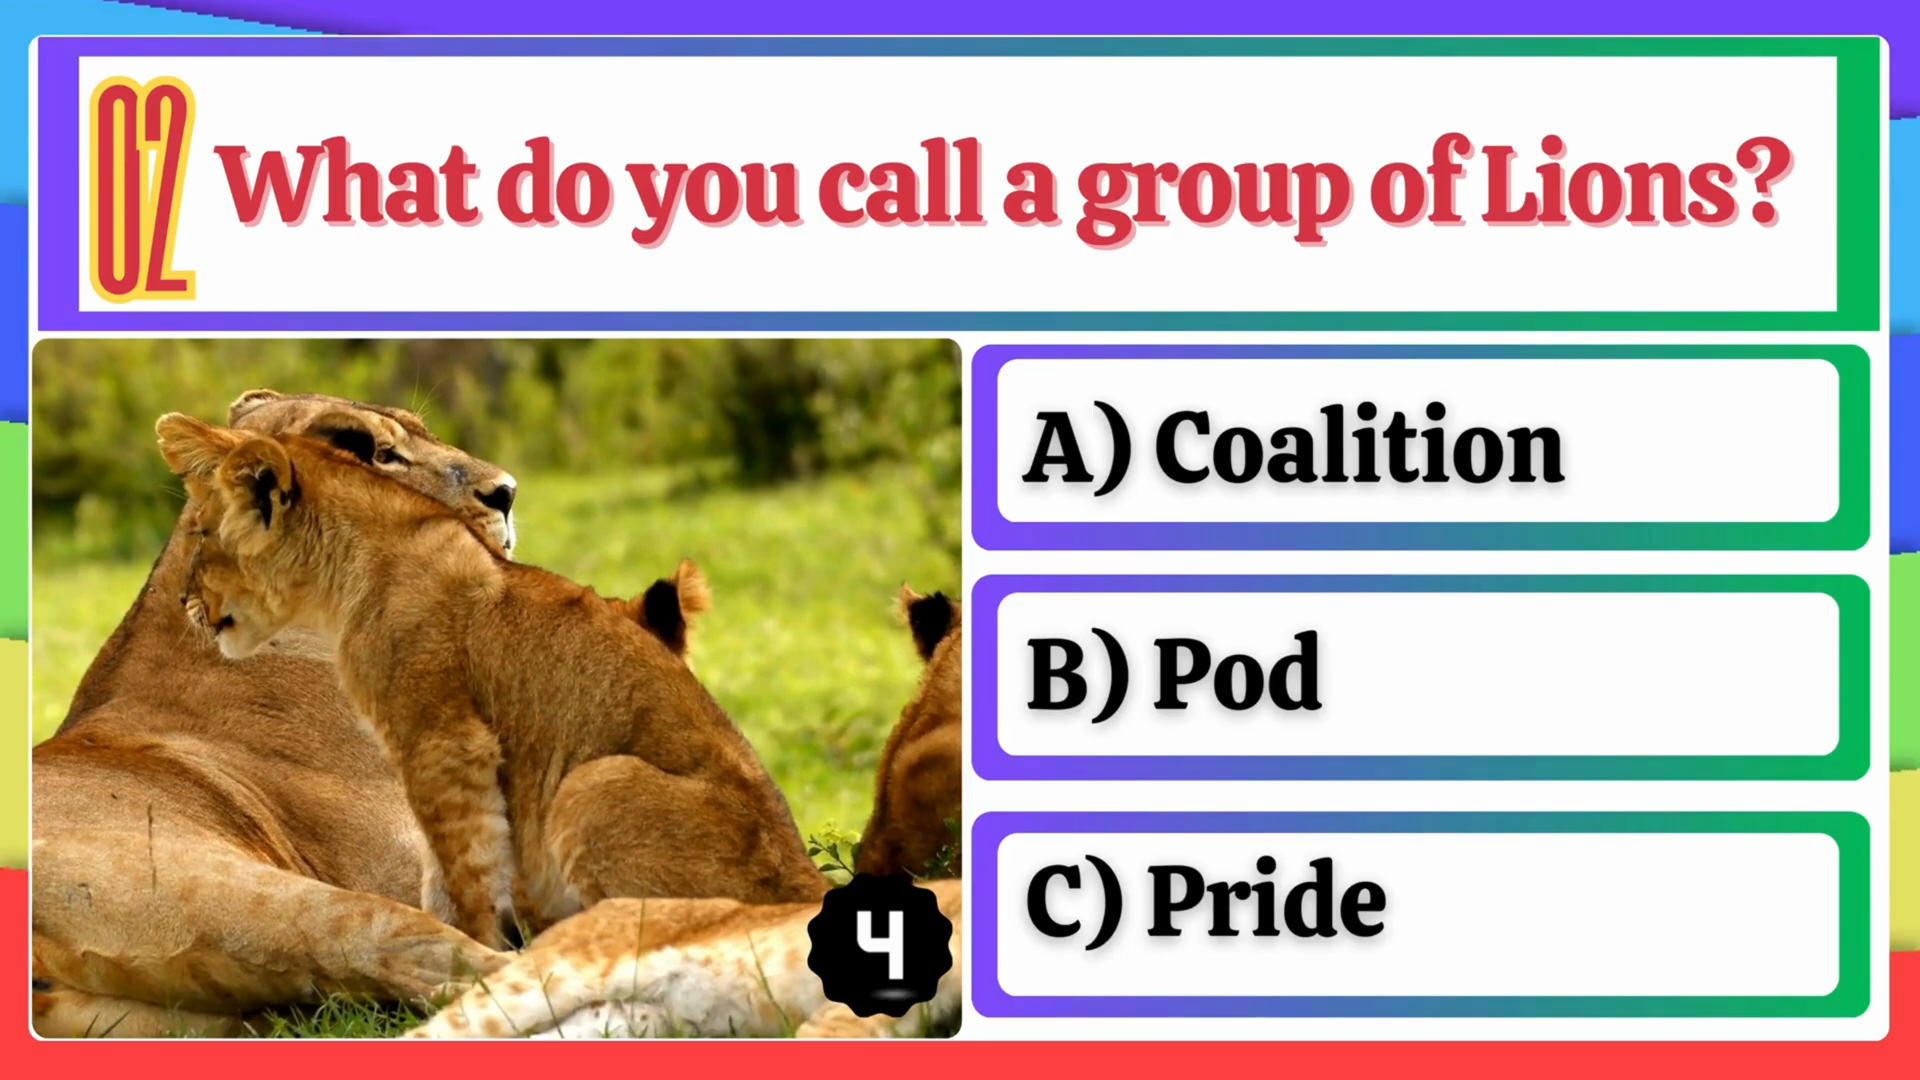 02 What do you call a group of Lions?
A) Coalition
B) Pod
C) Pride
4